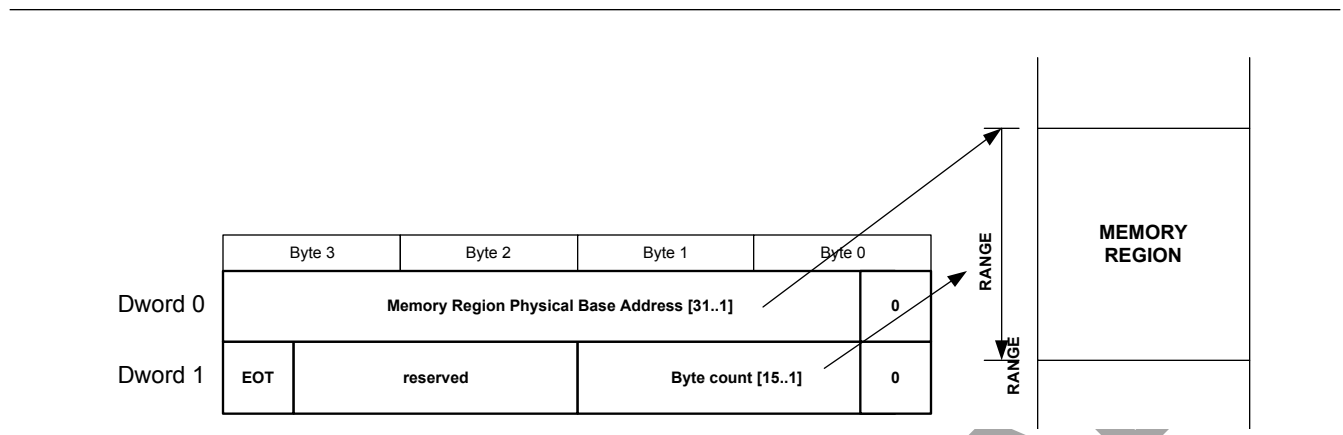 Byte 3 Byte 2 Byte 1 Byte 0
Dword 0 Memory Region Physical Base Address [31..1] 0
Dword 1 EOT reserved Byte count [15..1] 0
RANGE
RANGE
MEMORY
REGION